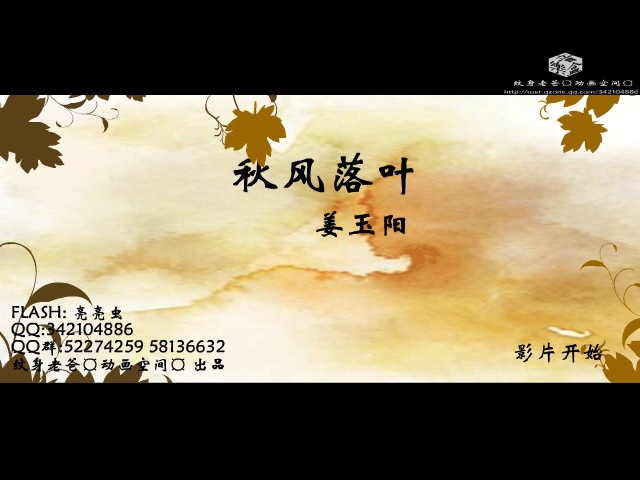 纹身老爸〇动画空间〇
http://user.qzone.qq.com/342104886
秋风落叶
姜玉阳
FLASH: 亮亮虫
QQ:342104886
QQ群:52274259 58136632
纹身老爸〇动画空间〇 出品
影片开始